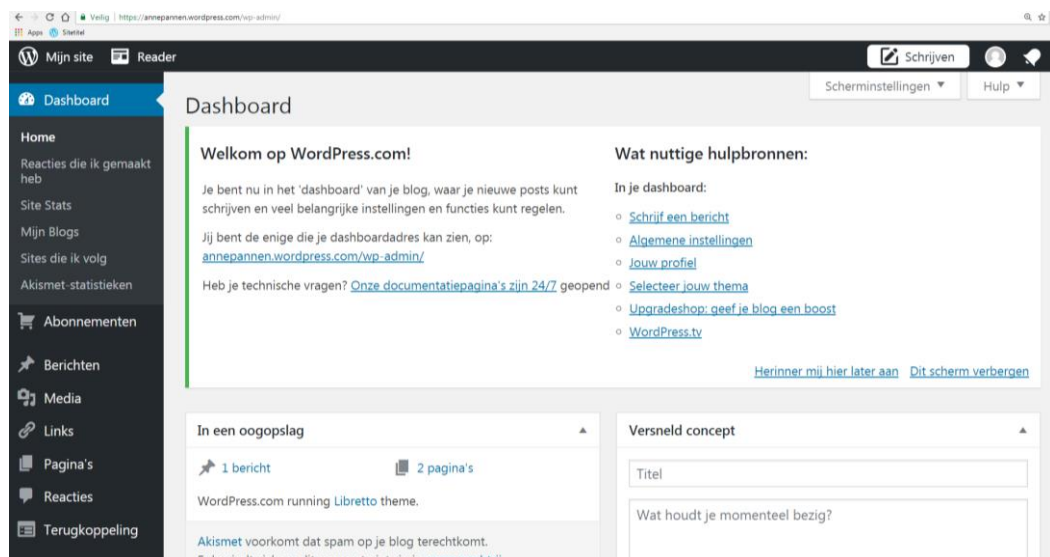 Veilig | https://annepannen.wordpress.com/wp-admin/
Apps Sitetitel
Mijn site Reader Schrijven
Scherminstellingen ▼ Hulp ▼
Dashboard
Home
Reacties die ik gemaakt
heb
Site Stats
Mijn Blogs
Sites die ik volg
Akismet-statistieken
Abonnementen
Berichten
Media
Links
Pagina's
Reacties
Terugkoppeling
Dashboard
Welkom op WordPress.com!
Je bent nu in het 'dashboard' van je blog, waar je nieuwe posts kunt
schrijven en veel belangrijke instellingen en functies kunt regelen.
Jij bent de enige die je dashboardadres kan zien, op:
annepannen.wordpress.com/wp-admin/
Heb je technische vragen? Onze documentatiepagina's zijn 24/7 geopend
Wat nuttige hulpbronnen:
In je dashboard:
Schrijf een bericht
Algemene instellingen
Jouw profiel
Selecteer jouw thema
Upgradeshop: geef je blog een boost
WordPress.tv
Herinner mij hier later aan Dit scherm verbergen
In een oogopslag
1 bericht 2 pagina's
WordPress.com running Libretto theme.
Akismet voorkomt dat spam op je blog terechtkomt.
Versneld concept
Titel
Wat houdt je momenteel bezig?